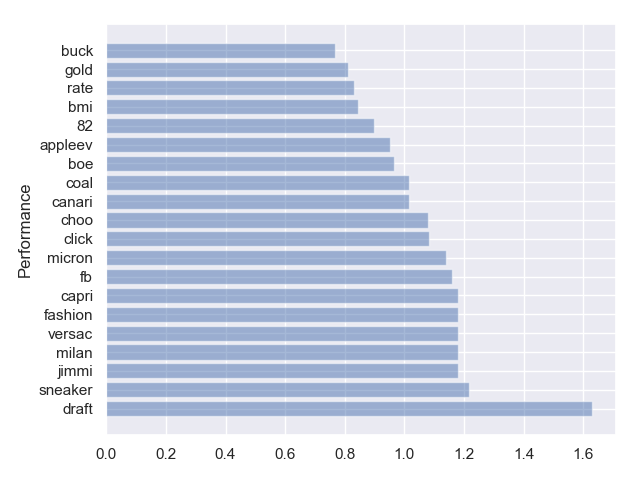 buck
gold
rate
bmi
82
appleev
boe
coal
canari
choo
click
micron
fb
capri
fashion
versac
milan
jimmi
sneaker
draft
Performance
0.0 0.2 0.4 0.6 0.8 1.0 1.2 1.4 1.6